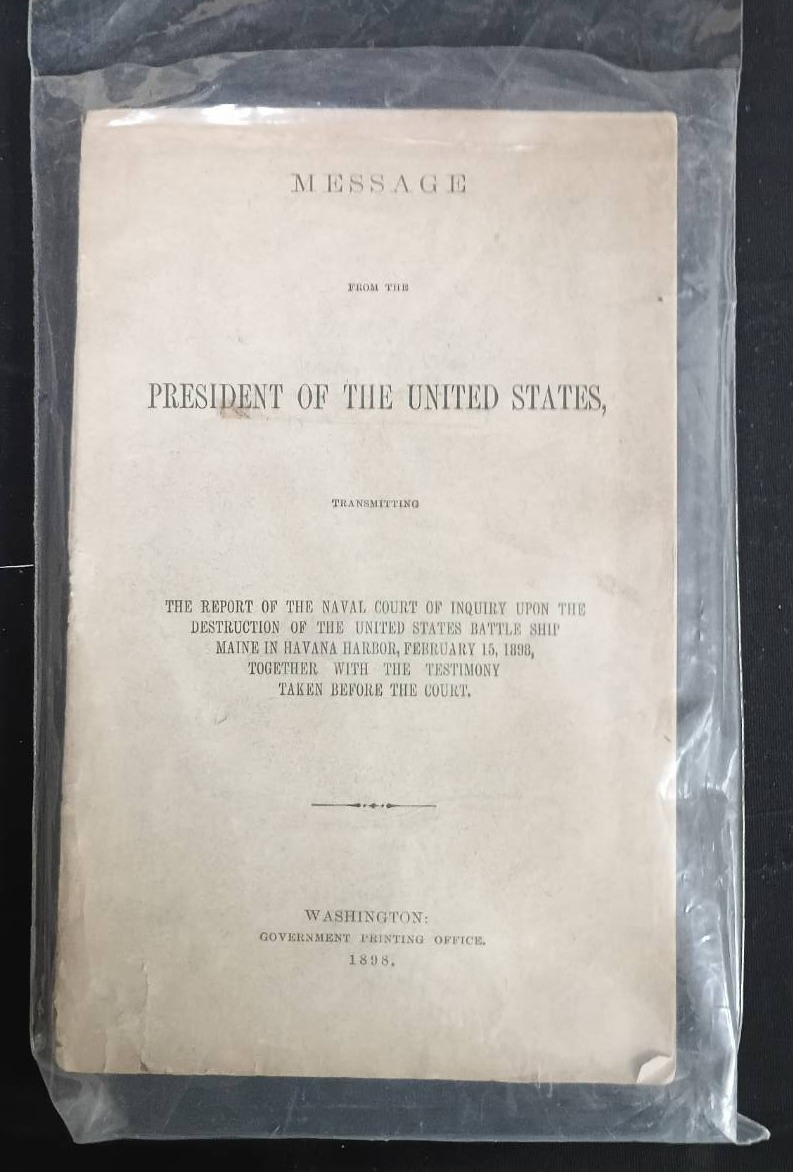 MESSAGE
FROM THE
PRESIDENT OF THE UNITED STATES,
TRANSMITTING
THE REPORT OF THE NAVAL COURT OF INQUIRY UPON THE
DESTRUCTION OF THE UNITED STATES BATTLE SHIP
MAINE IN HAVANA HARBOR, FEBRUARY 15, 1898,
TOGETHER WITH THE TESTIMONY
TAKEN BEFORE THE COURT.
WASHINGTON:
GOVERNMENT PRINTING OFFICE.
1898.